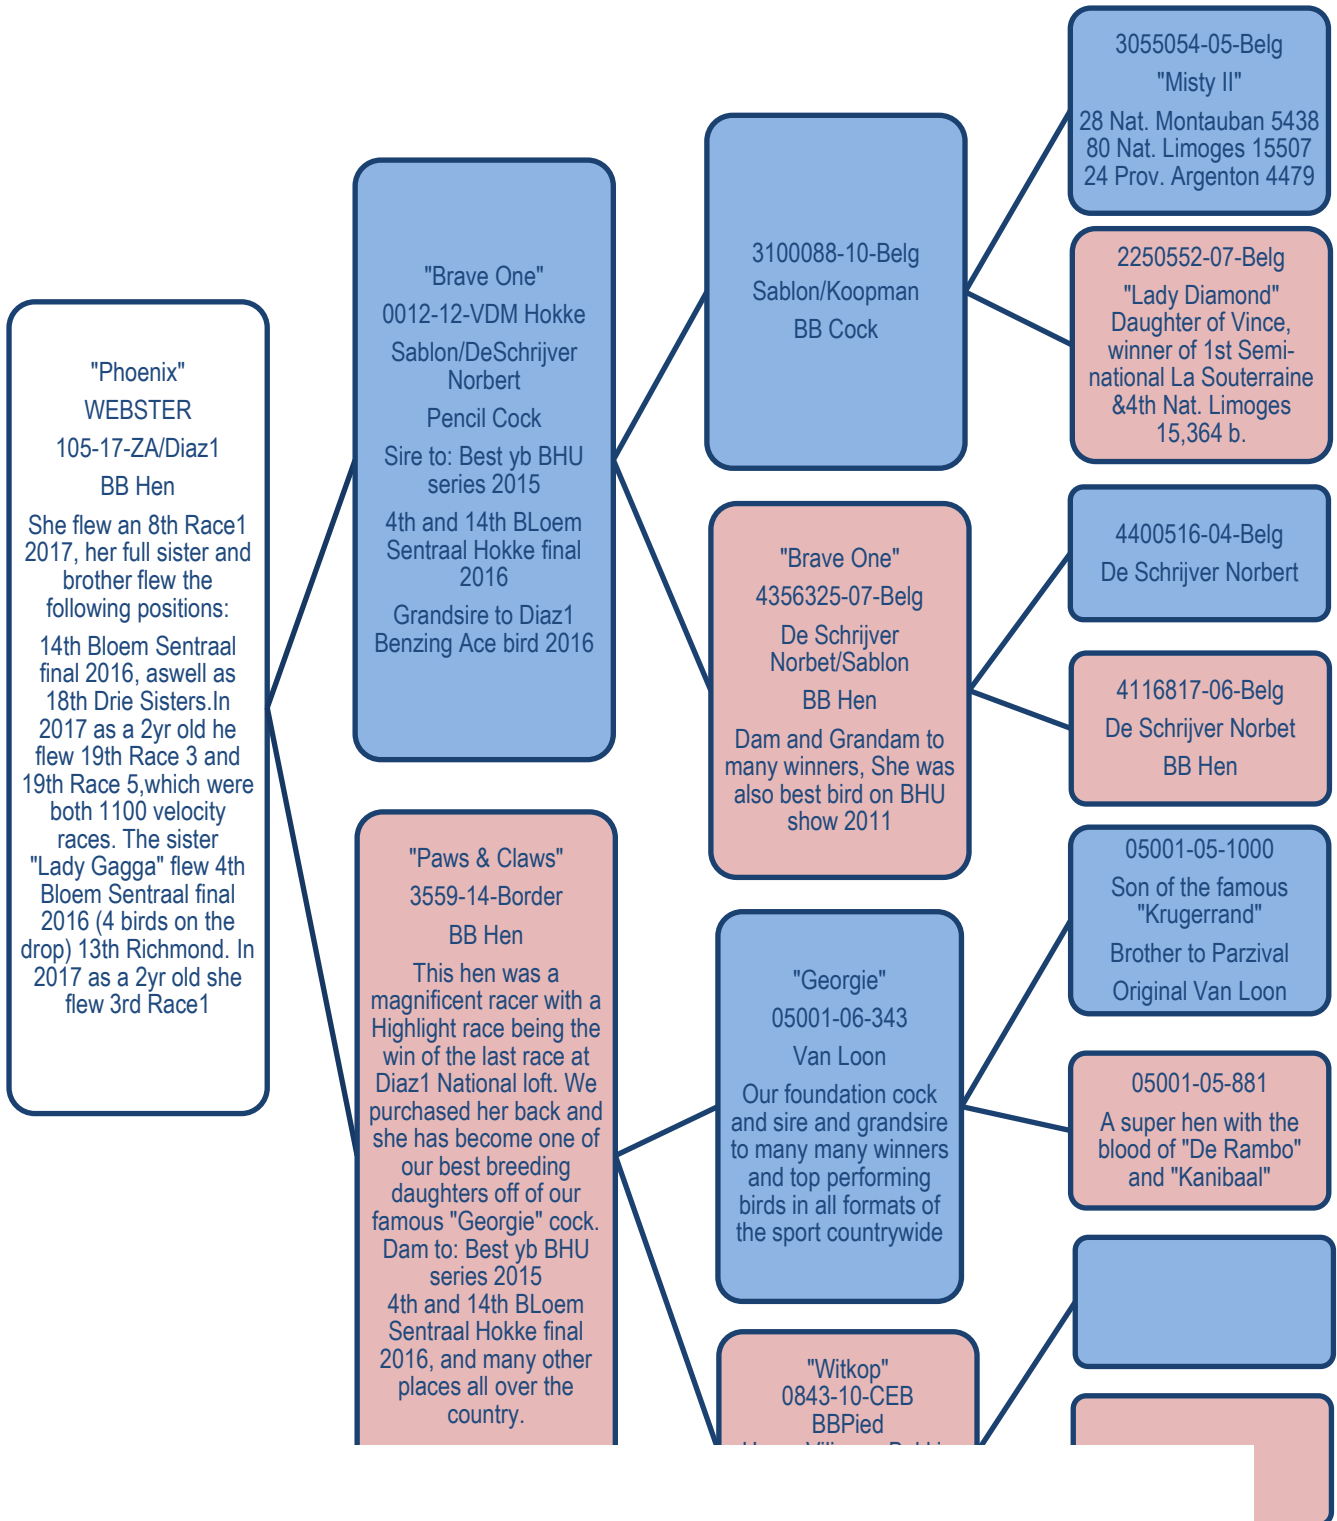 "Phoenix"
WEBSTER
105-17-ZA/Diaz1
BB Hen
She flew an 8th Race1
2017, her full sister and
brother flew the
following positions:
14th Bloem Sentraal
final 2016, aswell as
18th Drie Sisters.In
2017 as a 2yr old he
flew 19th Race 3 and
19th Race 5,which were
both 1100 velocity
races. The sister
"Lady Gagga" flew 4th
Bloem Sentraal final
2016 (4 birds on the
drop) 13th Richmond. In
2017 as a 2yr old she
flew 3rd Race1
"Brave One"
0012-12-VDM Hokke
Sablon/DeSchrijver
Norbert
Pencil Cock
Sire to: Best yb BHU
series 2015
4th and 14th BLoem
Sentraal Hokke final
2016
Grandsire to Diaz1
Benzing Ace bird 2016
"Paws & Claws"
3559-14-Border
BB Hen
This hen was a
magnificent racer with a
Highlight race being the
win of the last race at
Diaz1 National loft. We
purchased her back and
she has become one of
our best breeding
daughters off of our
famous "Georgie" cock.
Dam to: Best yb BHU
series 2015
4th and 14th BLoem
Sentraal Hokke final
2016, and many other
places all over the
country.
3100088-10-Belg
Sablon/Koopman
BB Cock
"Brave One"
4356325-07-Belg
De Schrijver
Norbet/Sablon
BB Hen
Dam and Grandam to
many winners, She was
also best bird on BHU
show 2011
"Georgie"
05001-06-343
Van Loon
Our foundation cock
and sire and grandsire
to many many winners
and top performing
birds in all formats of
the sport countrywide
"Witkop"
0843-10-CEB
BBPied
3055054-05-Belg
"Misty II"
28 Nat. Montauban 5438
80 Nat. Limoges 15507
24 Prov. Argenton 4479
2250552-07-Belg
"Lady Diamond"
Daughter of Vince,
winner of 1st Semi-
national La Souterraine
&4th Nat. Limoges
15,364 b.
4400516-04-Belg
De Schrijver Norbert
4116817-06-Belg
De Schrijver Norbet
BB Hen
05001-05-1000
Son of the famous
"Krugerrand"
Brother to Parzival
Original Van Loon
05001-05-881
A super hen with the
blood of "De Rambo"
and "Kanibaal"